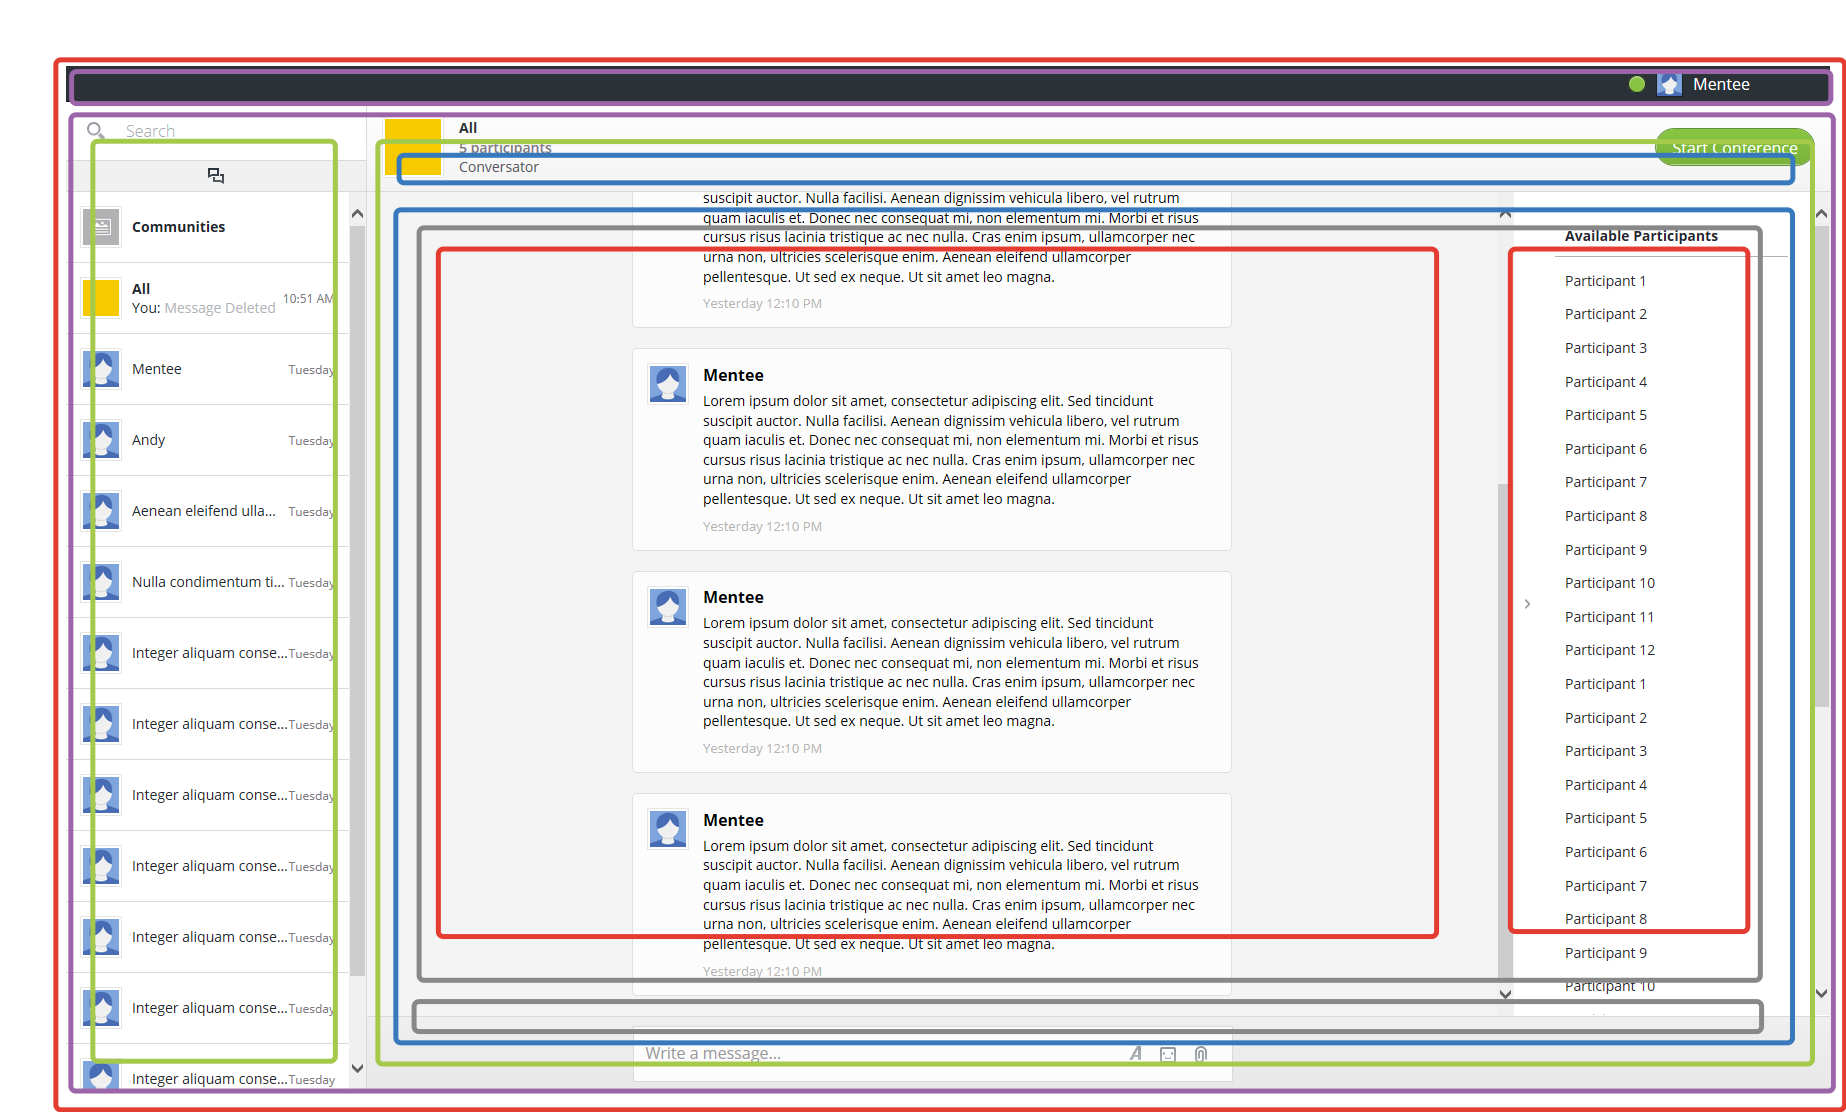 Mentee
Search
Communities
All
You: Message Deleted
10:51 AM
Mentee
Tuesday
Andy
Tuesday
Aenean eleifend ulla...
Tuesday
Nulla condimentum ti...
Tuesday
Integer aliquam conse...
Tuesday
Integer aliquam conse...
Tuesday
Integer aliquam conse...
Tuesday
Integer aliquam conse...
Tuesday
Integer aliquam conse...
Tuesday
Integer aliquam conse...
Tuesday
Integer aliquam conse...
Tuesday
All
5 participants
Conversator
Start Conference
suscipit auctor. Nulla facilisi. Aenean dignissim vehicula libero, vel rutrum
quam iaculis et. Donec nec consequat mi, non elementum mi. Morbi et risus
cursus risus lacinia tristique ac nec nulla. Cras enim ipsum, ullamcorper nec
urna non, ultricies scelerisque enim. Aenean eleifend ullamcorper
pellentesque. Ut sed ex neque. Ut sit amet leo magna.
Yesterday 12:10 PM
Mentee
Lorem ipsum dolor sit amet, consectetur adipiscing elit. Sed tincidunt
suscipit auctor. Nulla facilisi. Aenean dignissim vehicula libero, vel rutrum
quam iaculis et. Donec nec consequat mi, non elementum mi. Morbi et risus
cursus risus lacinia tristique ac nec nulla. Cras enim ipsum, ullamcorper nec
urna non, ultricies scelerisque enim. Aenean eleifend ullamcorper
pellentesque. Ut sed ex neque. Ut sit amet leo magna.
Yesterday 12:10 PM
Mentee
Lorem ipsum dolor sit amet, consectetur adipiscing elit. Sed tincidunt
suscipit auctor. Nulla facilisi. Aenean dignissim vehicula libero, vel rutrum
quam iaculis et. Donec nec consequat mi, non elementum mi. Morbi et risus
cursus risus lacinia tristique ac nec nulla. Cras enim ipsum, ullamcorper nec
urna non, ultricies scelerisque enim. Aenean eleifend ullamcorper
pellentesque. Ut sed ex neque. Ut sit amet leo magna.
Yesterday 12:10 PM
Mentee
Lorem ipsum dolor sit amet, consectetur adipiscing elit. Sed tincidunt
suscipit auctor. Nulla facilisi. Aenean dignissim vehicula libero, vel rutrum
quam iaculis et. Donec nec consequat mi, non elementum mi. Morbi et risus
cursus risus lacinia tristique ac nec nulla. Cras enim ipsum, ullamcorper nec
urna non, ultricies scelerisque enim. Aenean eleifend ullamcorper
pellentesque. Ut sed ex neque. Ut sit amet leo magna.
Yesterday 12:10 PM
Write a message...
Available Participants
Participant 1
Participant 2
Participant 3
Participant 4
Participant 5
Participant 6
Participant 7
Participant 8
Participant 9
Participant 10
Participant 11
Participant 12
Participant 1
Participant 2
Participant 3
Participant 4
Participant 5
Participant 6
Participant 7
Participant 8
Participant 9
Participant 10